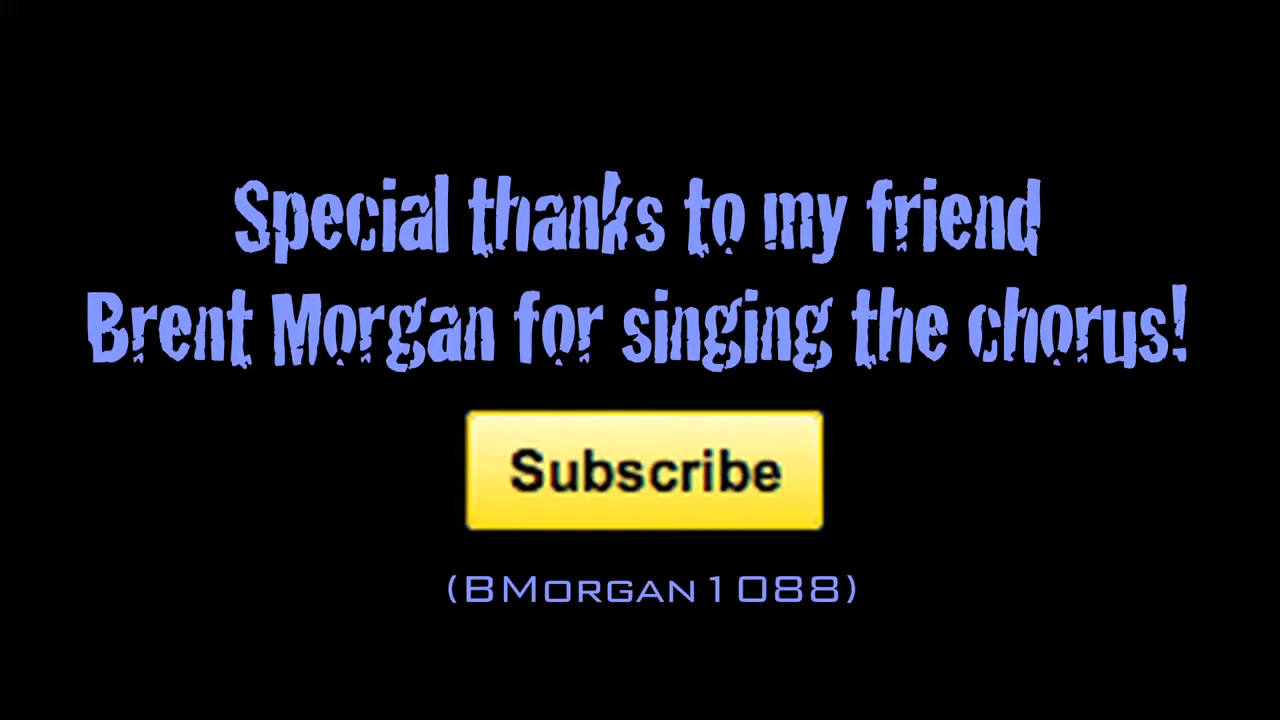 Special thanks to my friend
Brent Morgan for singing the chorus!
Subscribe
(BMorgan1088)